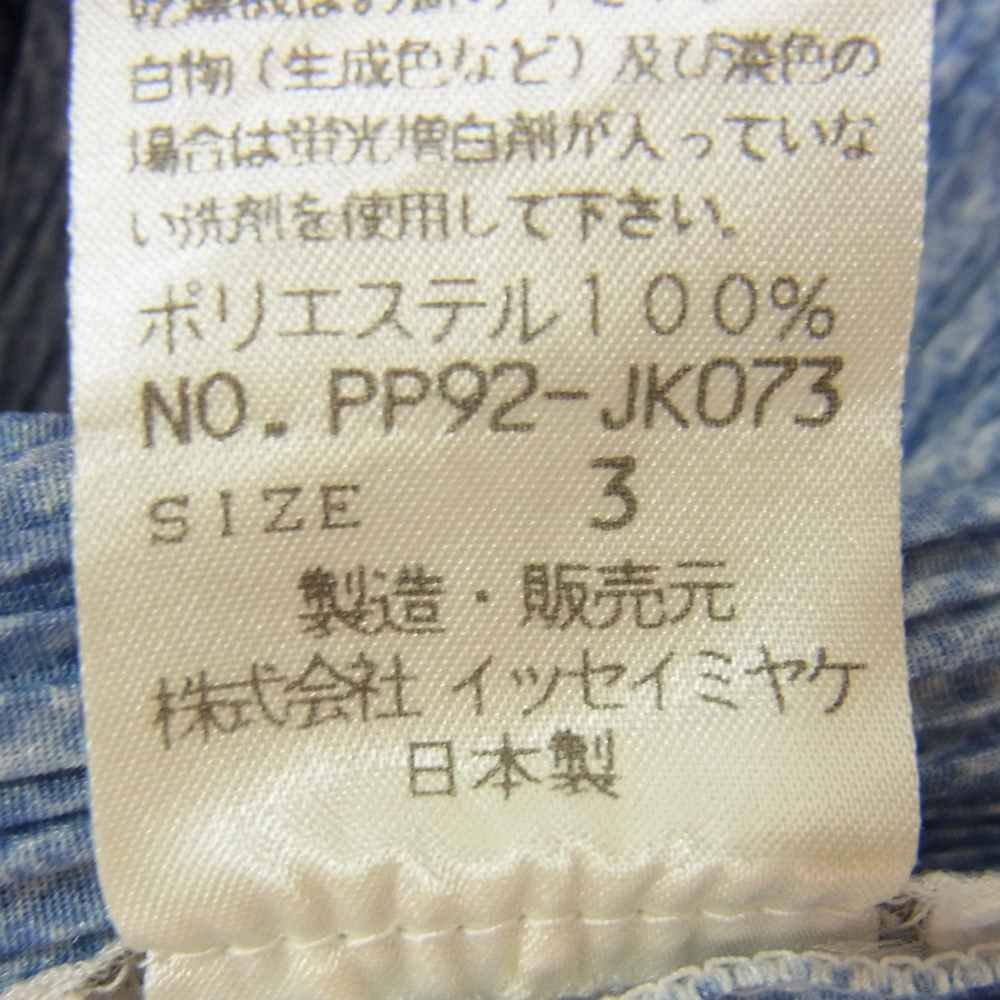 白物（生成色など）及び淡色の
場合は蛍光増白剤が入っていな
い洗剤を使用して下さい。
ポリエステル１００％
NO. PP92-JK073
SIZE 3
製造・販売元
株式会社 イッセイミヤケ
日本製